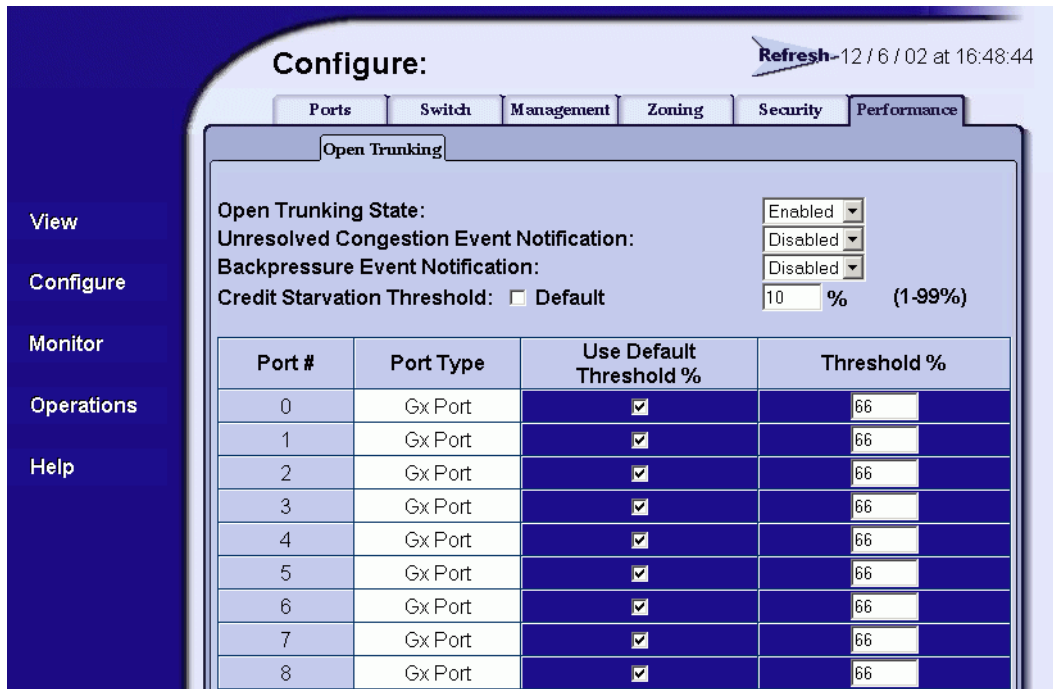 Configure:
Refresh-12 / 6 / 02 at 16:48:44
Ports Switch Management Zoning Security Performance
Open Trunking
View
Configure
Monitor
Operations
Help
Open Trunking State: Enabled
Unresolved Congestion Event Notification: Disabled
Backpressure Event Notification: Disabled
Credit Starvation Threshold: Default 10 % (1-99%)
Port # Port Type Use Default Threshold % Threshold %
0 Gx Port 66
1 Gx Port 66
2 Gx Port 66
3 Gx Port 66
4 Gx Port 66
5 Gx Port 66
6 Gx Port 66
7 Gx Port 66
8 Gx Port 66